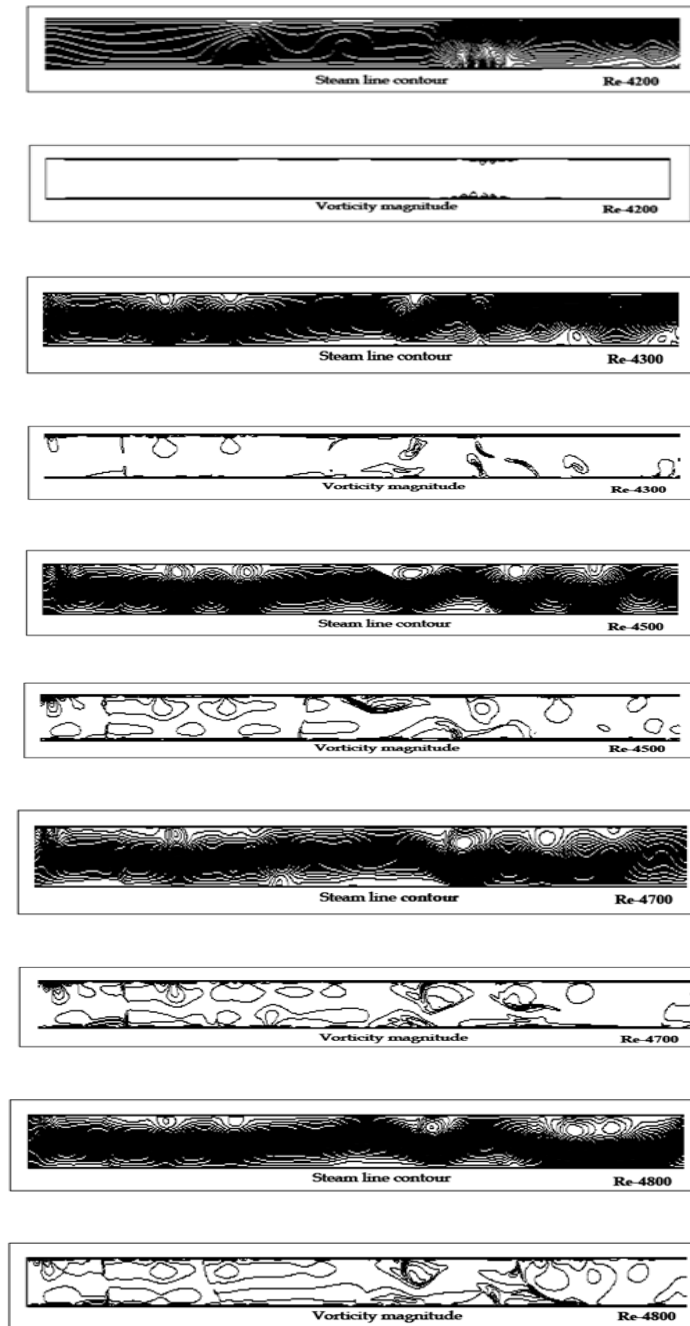 Steam line contour Re-4200
Vorticity magnitude Re-4200
Steam line contour Re-4300
Vorticity magnitude Re-4300
Steam line contour Re-4500
Vorticity magnitude Re-4500
Steam line contour Re-4700
Vorticity magnitude Re-4700
Steam line contour Re-4800
Vorticity magnitude Re-4800